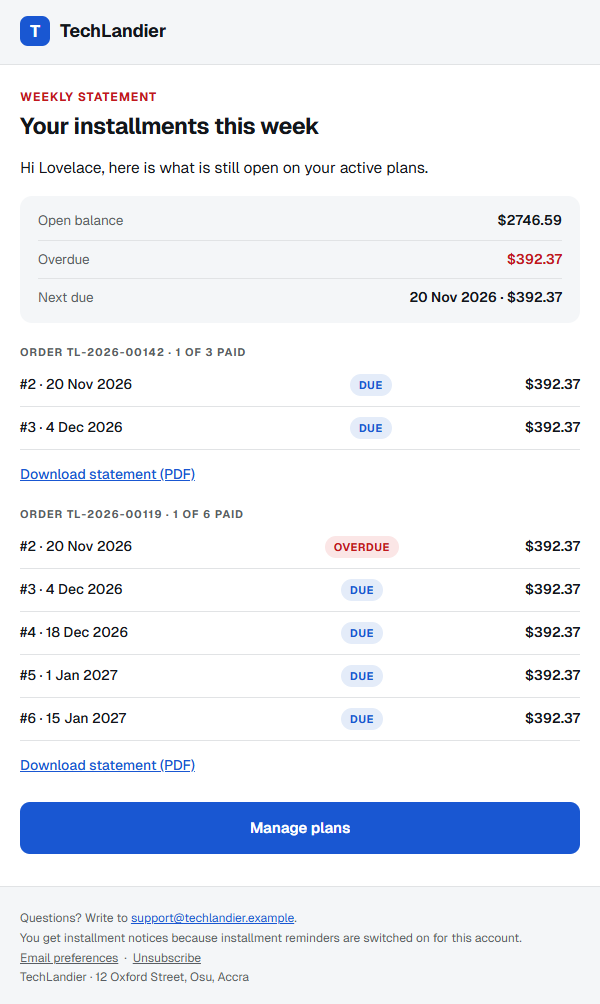 T TechLandier
WEEKLY STATEMENT
Your installments this week
Hi Lovelace, here is what is still open on your active plans.
Open balance $2746.59
Overdue $392.37
Next due 20 Nov 2026 · $392.37
ORDER TL-2026-00142 · 1 OF 3 PAID
#2 · 20 Nov 2026 DUE $392.37
#3 · 4 Dec 2026 DUE $392.37
Download statement (PDF)
ORDER TL-2026-00119 · 1 OF 6 PAID
#2 · 20 Nov 2026 OVERDUE $392.37
#3 · 4 Dec 2026 DUE $392.37
#4 · 18 Dec 2026 DUE $392.37
#5 · 1 Jan 2027 DUE $392.37
#6 · 15 Jan 2027 DUE $392.37
Download statement (PDF)
Manage plans
Questions? Write to support@techlandier.example.
You get installment notices because installment reminders are switched on for this account.
Email preferences · Unsubscribe
TechLandier · 12 Oxford Street, Osu, Accra